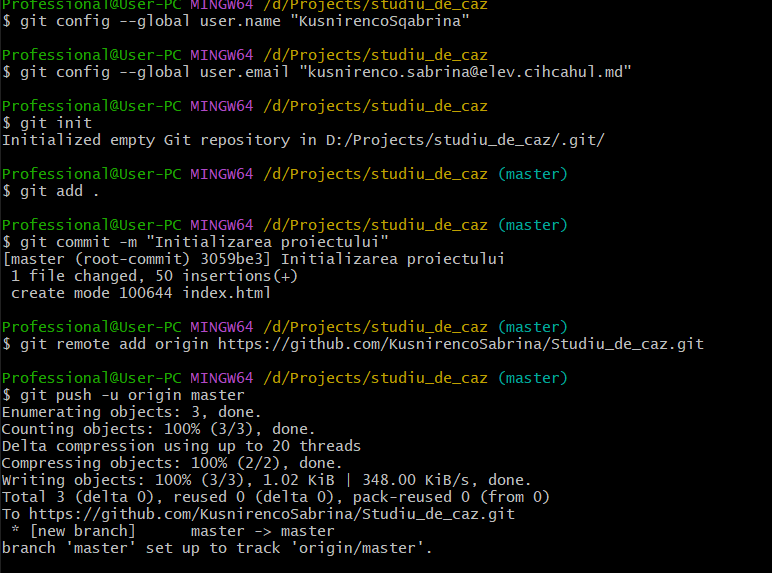 Professional@User-PC MINGW64 /d/Projects/studiu_de_caz
$ git config --global user.name "KusnirencoSqabrina"
Professional@User-PC MINGW64 /d/Projects/studiu_de_caz
$ git config --global user.email "kusnirenco.sabrina@elev.cihcahul.md"
Professional@User-PC MINGW64 /d/Projects/studiu_de_caz
$ git init
Initialized empty Git repository in D:/Projects/studiu_de_caz/.git/
Professional@User-PC MINGW64 /d/Projects/studiu_de_caz (master)
$ git add .
Professional@User-PC MINGW64 /d/Projects/studiu_de_caz (master)
$ git commit -m "Initializarea proiectului"
[master (root-commit) 3059be3] Initializarea proiectului
 1 file changed, 50 insertions(+)
 create mode 100644 index.html
Professional@User-PC MINGW64 /d/Projects/studiu_de_caz (master)
$ git remote add origin https://github.com/KusnirencoSabrina/Studiu_de_caz.git
Professional@User-PC MINGW64 /d/Projects/studiu_de_caz (master)
$ git push -u origin master
Enumerating objects: 3, done.
Counting objects: 100% (3/3), done.
Delta compression using up to 20 threads
Compressing objects: 100% (2/2), done.
Writing objects: 100% (3/3), 1.02 KiB | 348.00 KiB/s, done.
Total 3 (delta 0), reused 0 (delta 0), pack-reused 0 (from 0)
To https://github.com/KusnirencoSabrina/Studiu_de_caz.git
 * [new branch]      master -> master
branch 'master' set up to track 'origin/master'.